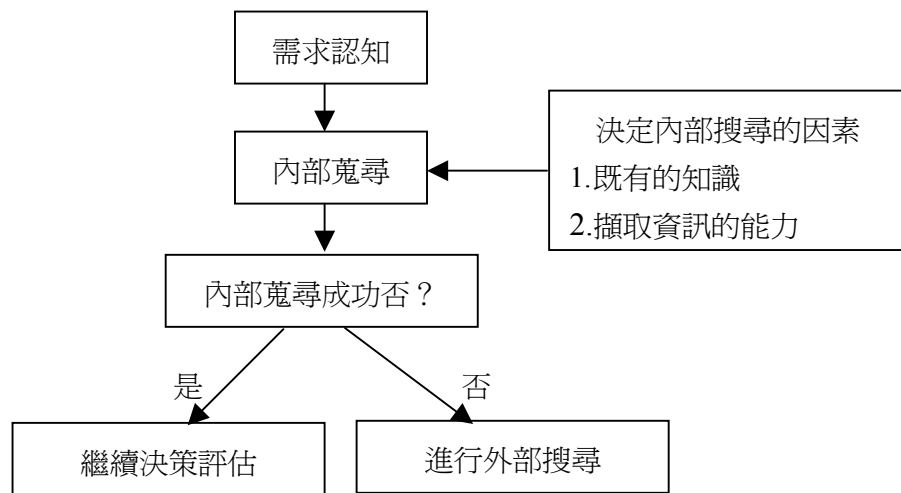 需求認知
內部蒐尋
決定內部搜尋的因素
1.既有的知識
2.擷取資訊的能力
內部蒐尋成功否？
是
否
繼續決策評估
進行外部搜尋